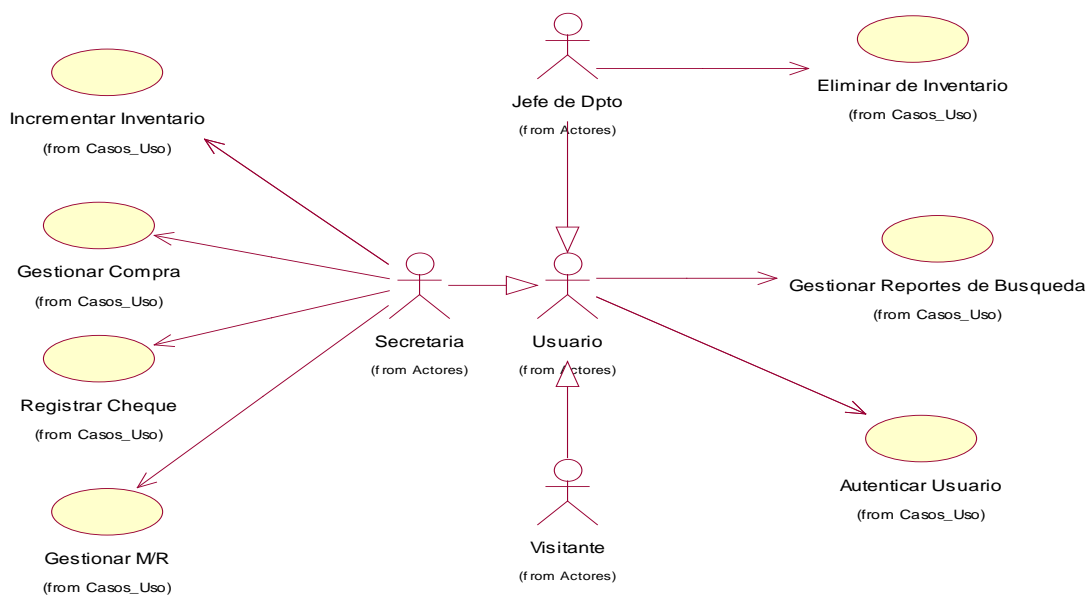 Jefe de Dpto
(from Actores)
Eliminar de Inventario
(from Casos_Uso)
Incrementar Inventario
(from Casos_Uso)
Gestionar Compra
(from Casos_Uso)
Secretaria
(from Actores)
Usuario
(from Actores)
Gestionar Reportes de Busqueda
(from Casos_Uso)
Registrar Cheque
(from Casos_Uso)
Autenticar Usuario
(from Casos_Uso)
Gestionar M/R
(from Casos_Uso)
Visitante
(from Actores)